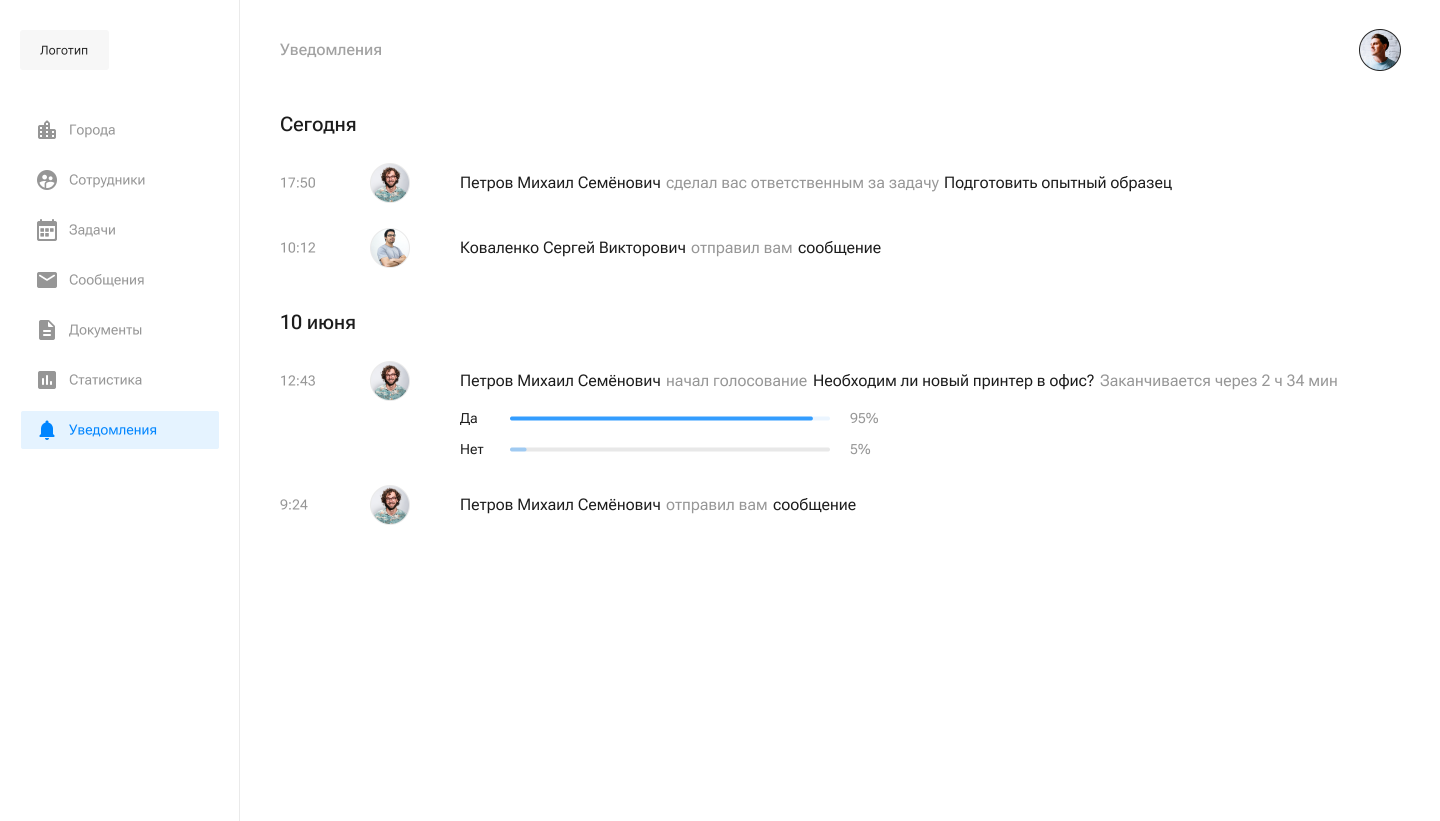 Логотип
Города
Сотрудники
Задачи
Сообщения
Документы
Статистика
Уведомления
Уведомления
Сегодня
17:50 Петров Михаил Семёнович сделал вас ответственным за задачу Подготовить опытный образец
10:12 Коваленко Сергей Викторович отправил вам сообщение
10 июня
12:43 Петров Михаил Семёнович начал голосование Необходим ли новый принтер в офис? Заканчивается через 2 ч 34 мин
Да 95%
Нет 5%
9:24 Петров Михаил Семёнович отправил вам сообщение